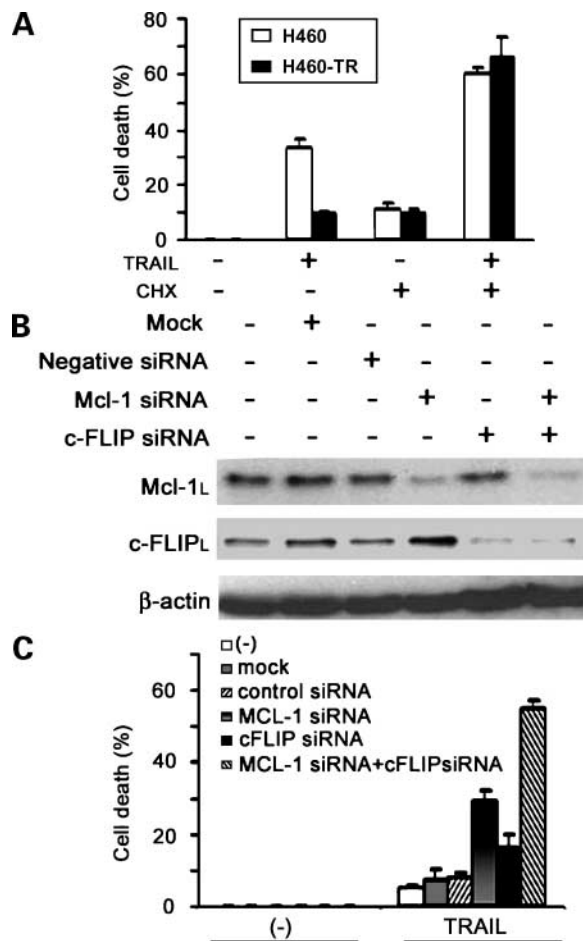 A
H460
H460-TR
Cell death (%)
80
60
40
20
0
TRAIL - + - +
CHX - - + +
B
Mock - + - - - -
Negative siRNA - - + - - -
Mcl-1 siRNA - - - + - +
c-FLIP siRNA - - - - + +
Mcl-1L
c-FLIPL
β-actin
C
(-)
mock
control siRNA
MCL-1 siRNA
cFLIP siRNA
MCL-1 siRNA+cFLIPsiRNA
Cell death (%)
60
40
20
0
(-) TRAIL